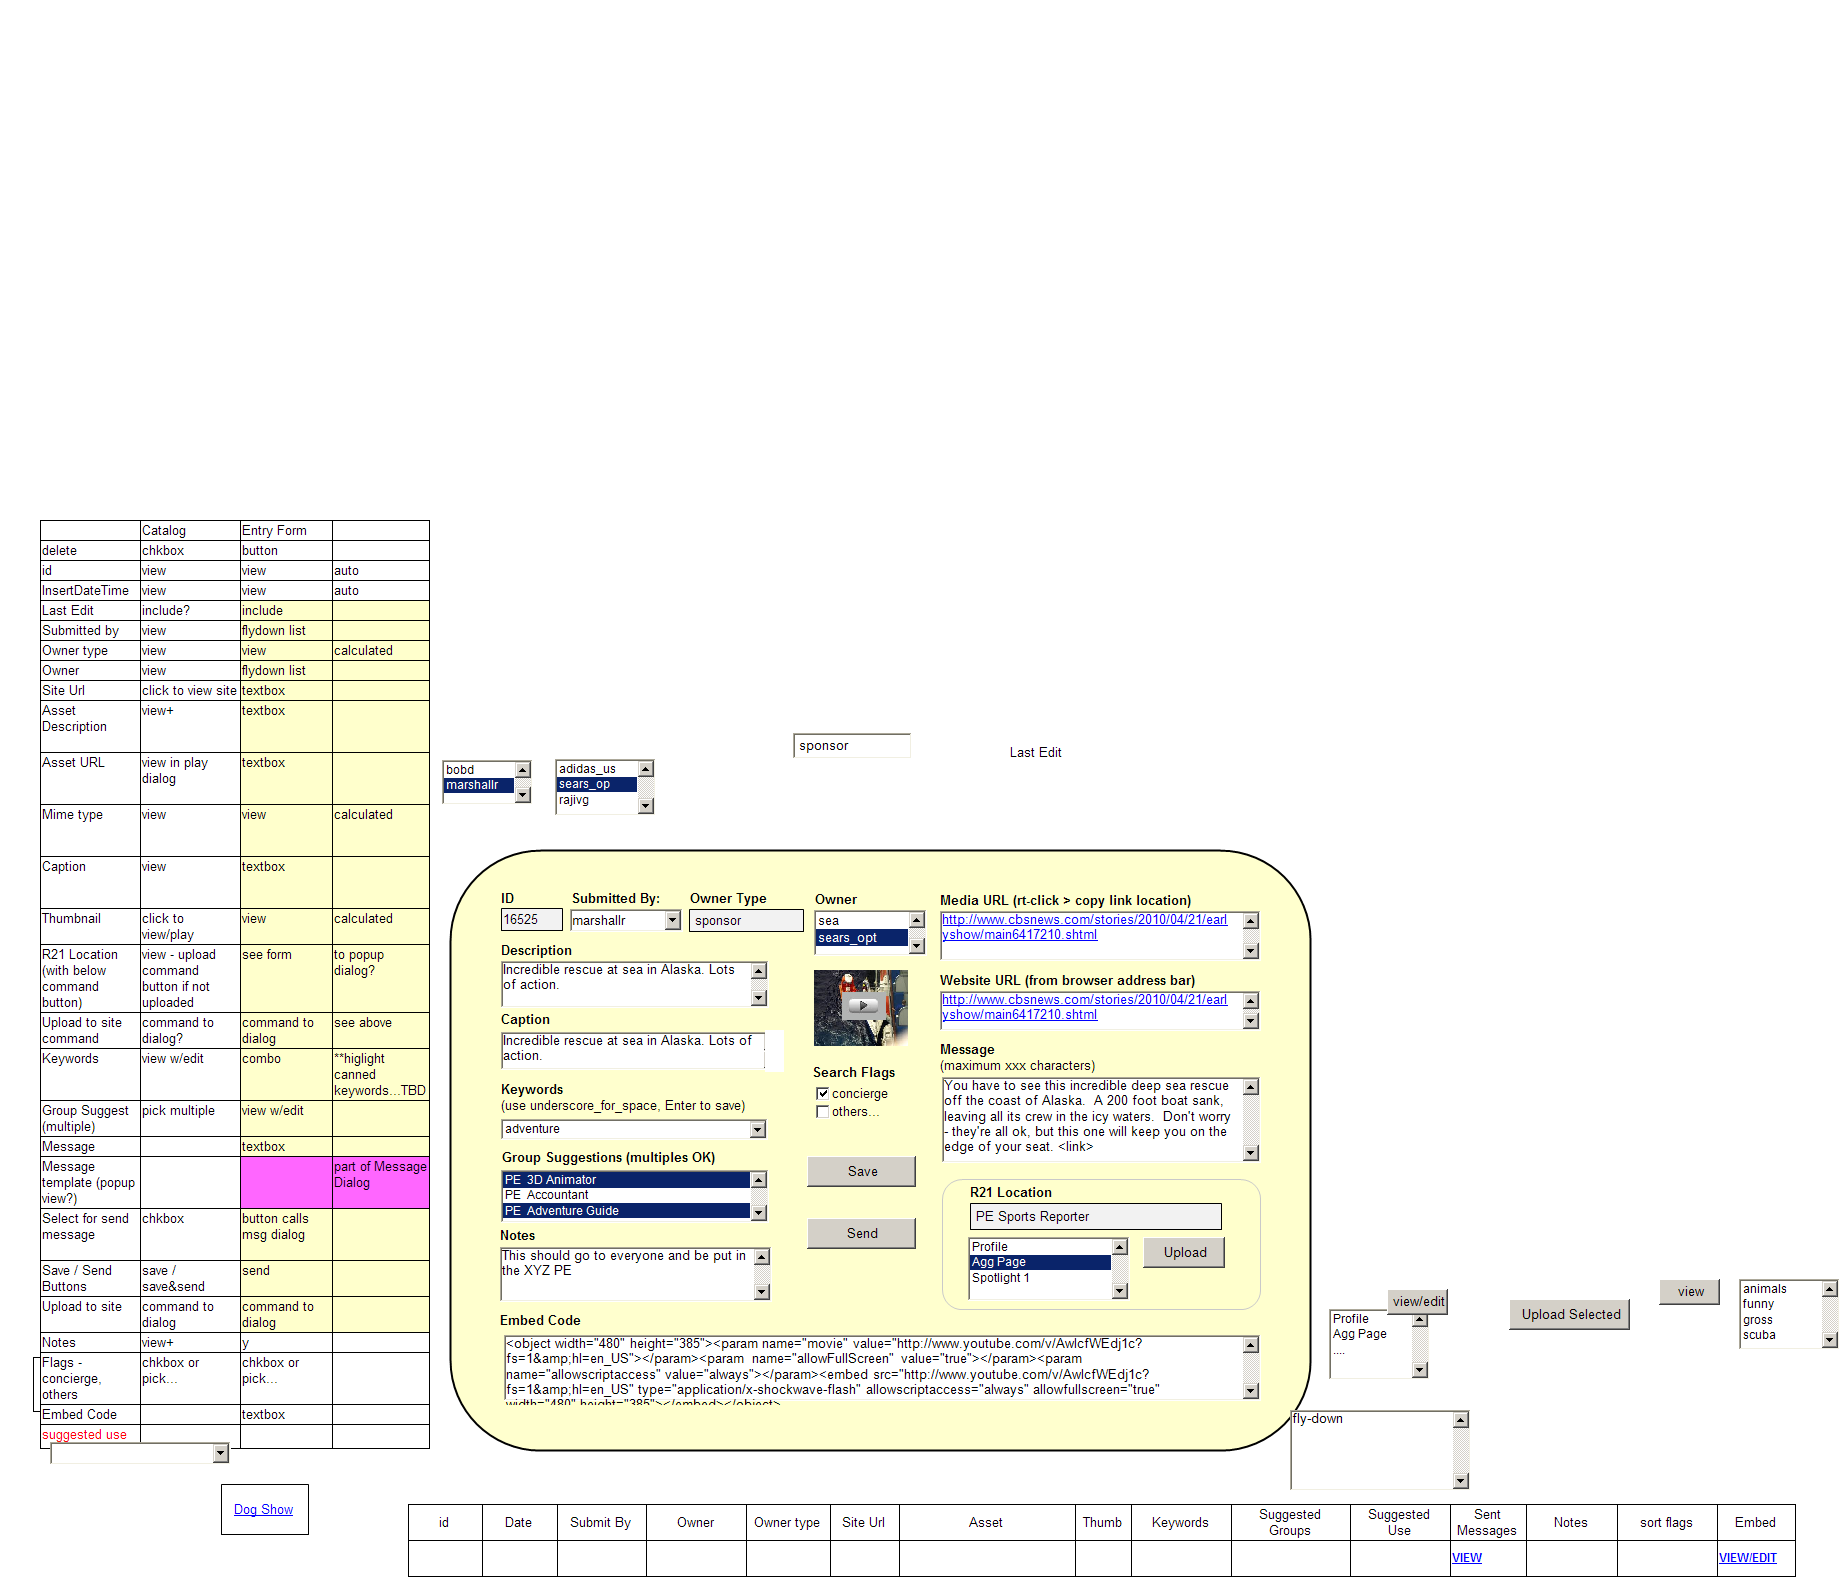 Catalog Entry Form
delete chkbox button
id view view auto
InsertDateTime view view auto
Last Edit include? include
Submitted by view flydown list
Owner type view view calculated
Owner view flydown list
Site Url click to view site textbox
Asset view+ textbox
Description
Asset URL view in play textbox
dialog
Mime type view view calculated
Caption view textbox
Thumbnail click to view calculated
view/play
R21 Location view - upload see form to popup
(with below command dialog?
command button if not
button) uploaded
Upload to site command to command to see above
command dialog? dialog
Keywords view w/edit combo **higlight
canned
keywords...TBD
Group Suggest pick multiple view w/edit
(multiple)
Message textbox
Message part of Message
template (popup Dialog
view?)
Select for send chkbox button calls
message msg dialog
Save / Send save / send
Buttons save&send
Upload to site command to command to
dialog dialog
Notes view+ y
Flags - chkbox or chkbox or
concierge, pick... pick...
others
Embed Code textbox
suggested use
Dog Show
bobd
marshallr
adidas_us
sears_op
rajivg
sponsor
Last Edit
ID Submitted By: Owner Type Owner
16525 marshallr sponsor sea
sears_opt
Description
Incredible rescue at sea in Alaska. Lots
of action.
Caption
Incredible rescue at sea in Alaska. Lots of
action.
Keywords
(use underscore_for_space, Enter to save)
adventure
Group Suggestions (multiples OK)
PE 3D Animator
PE Accountant
PE Adventure Guide
Notes
This should go to everyone and be put in
the XYZ PE
Search Flags
concierge
others...
Save
Send
Media URL (rt-click > copy link location)
http://www.cbsnews.com/stories/2010/04/21/earl
yshow/main6417210.shtml
Website URL (from browser address bar)
http://www.cbsnews.com/stories/2010/04/21/earl
yshow/main6417210.shtml
Message
(maximum xxx characters)
You have to see this incredible deep sea rescue
off the coast of Alaska. A 200 foot boat sank,
leaving all its crew in the icy waters. Don't worry
- they're all ok, but this one will keep you on the
edge of your seat. <link>
R21 Location
PE Sports Reporter
Profile
Agg Page
Spotlight 1
Upload
Embed Code
<object width="480" height="385"><param name="movie" value="http://www.youtube.com/v/AwlcfWEdj1c?
fs=1&amp;hl=en_US"></param><param name="allowFullScreen" value="true"></param><param
name="allowscriptaccess" value="always"></param><embed src="http://www.youtube.com/v/AwlcfWEdj1c?
fs=1&amp;hl=en_US" type="application/x-shockwave-flash" allowscriptaccess="always" allowfullscreen="true"
width="480" height="385"></embed></object>
view/edit
Profile
Agg Page
....
Upload Selected
view
animals
funny
gross
scuba
fly-down
id Date Submit By Owner Owner type Site Url Asset Thumb Keywords Suggested Groups Suggested Use Sent Messages Notes sort flags Embed
VIEW VIEW/EDIT